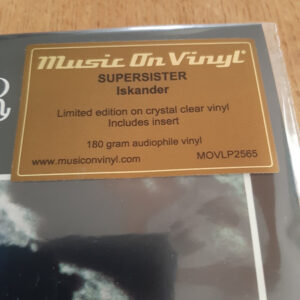 Music On Vinyl®
SUPERSISTER
Iskander
Limited edition on crystal clear vinyl
Includes insert
180 gram audiophile vinyl
www.musiconvinyl.com MOVLP2565